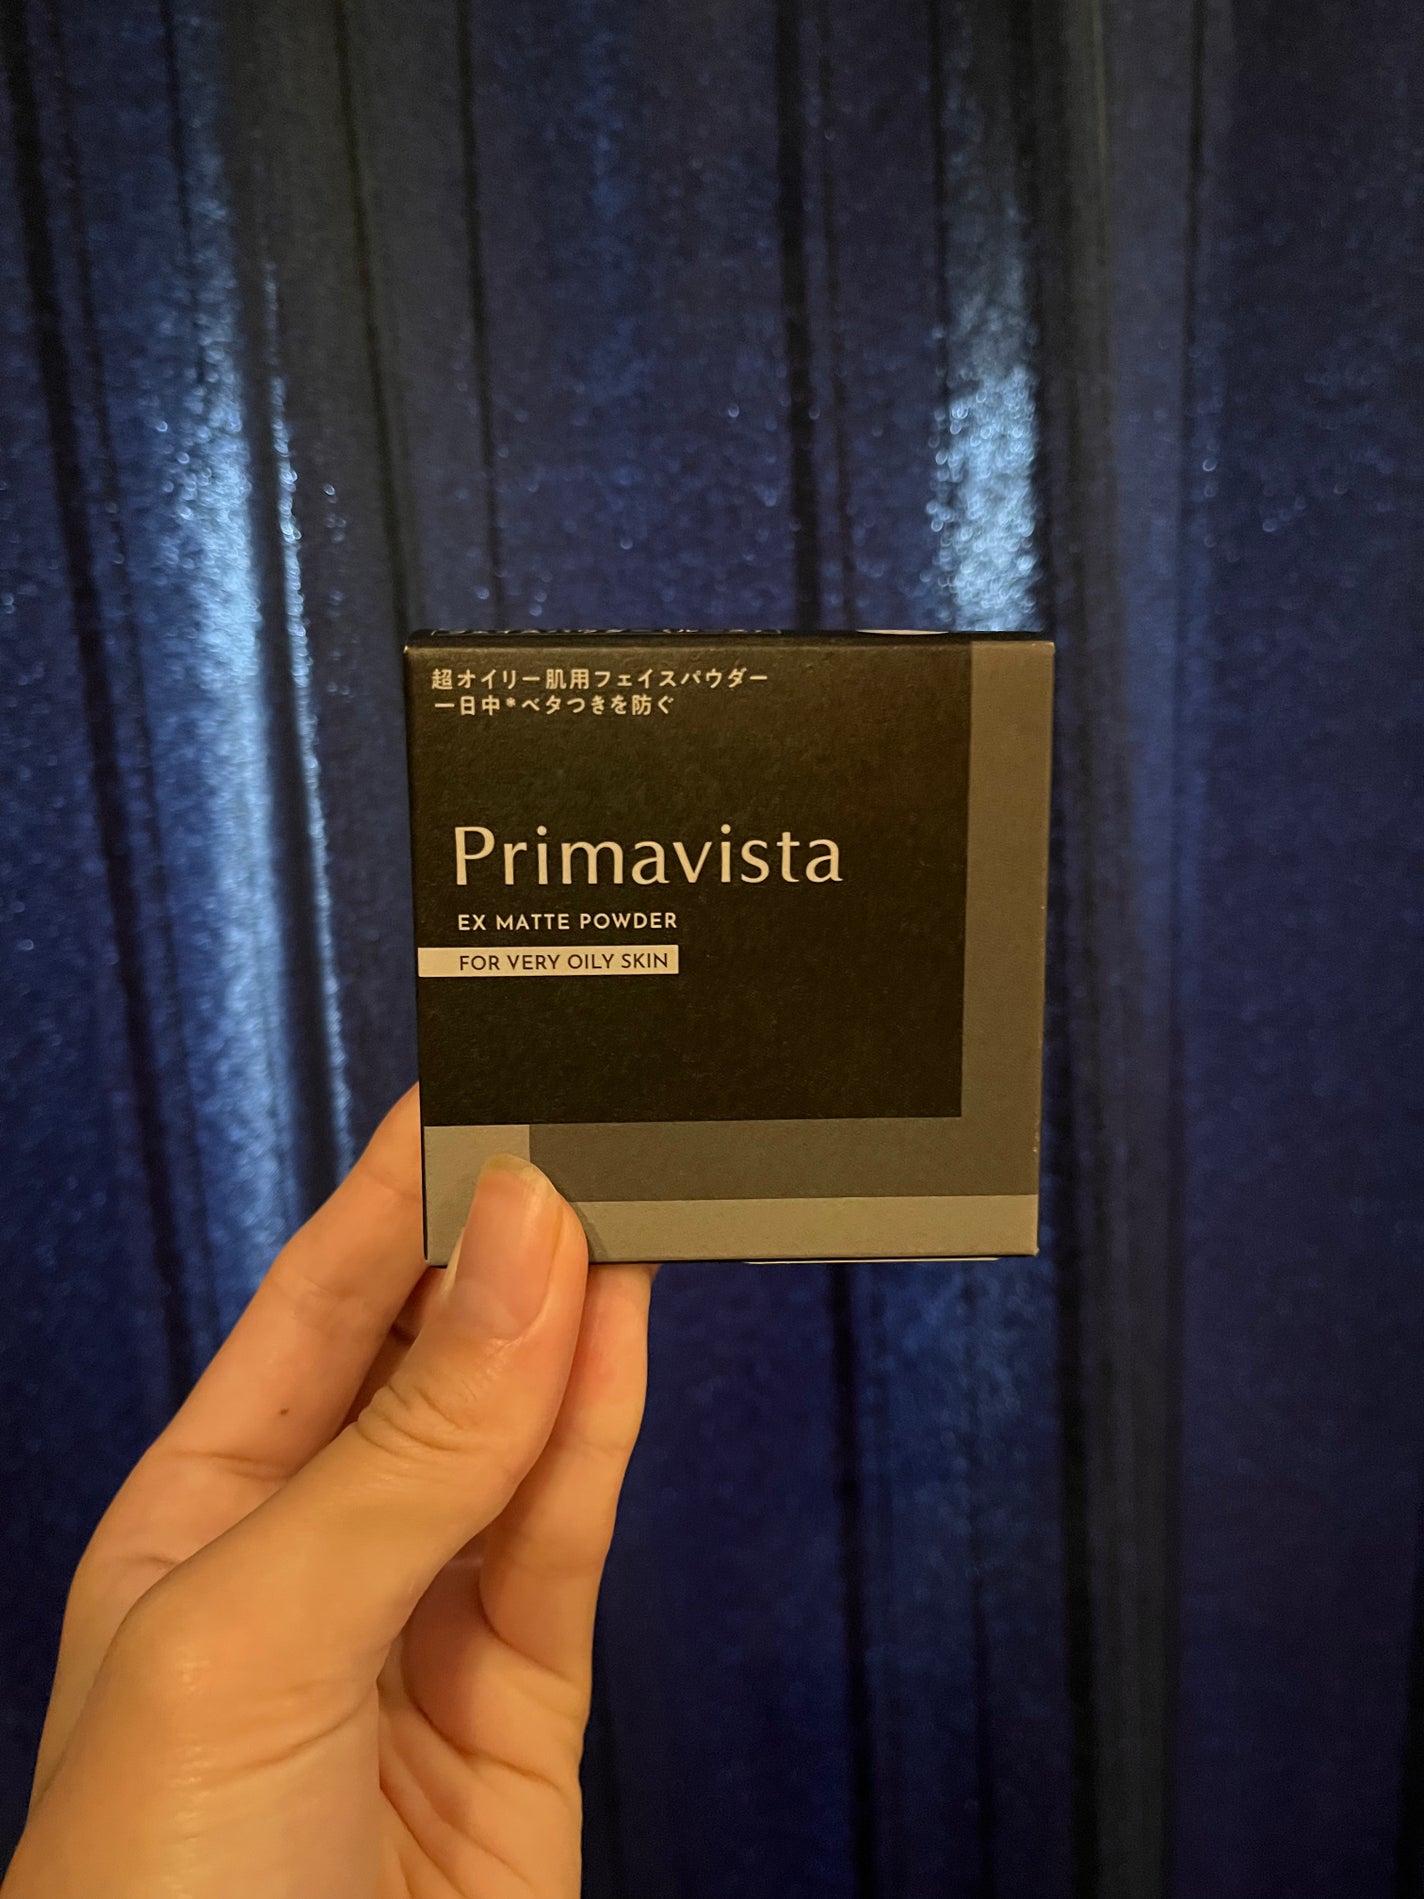 超オイリー肌用フェイスパウダー
一日中*ベタつきを防ぐ
Primavista
EX MATTE POWDER
FOR VERY OILY SKIN